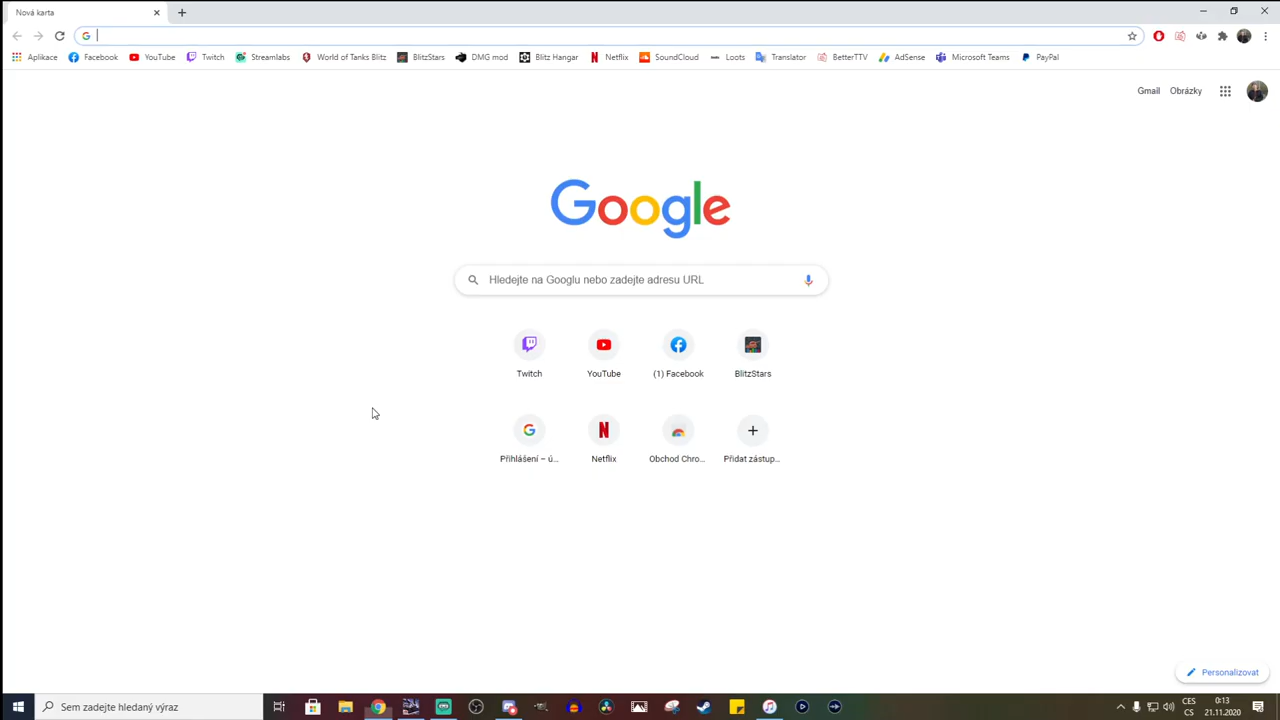 Nová karta
Aplikace Facebook YouTube Twitch Streamlabs World of Tanks Blitz BlitzStars DMG mod Blitz Hangar Netflix SoundCloud Loots Translator BetterTTV AdSense Microsoft Teams PayPal
Gmail Obrázky
Google
Hledejte na Googlu nebo zadejte adresu URL
Twitch YouTube (1) Facebook BlitzStars
Přihlášení – ú... Netflix Obchod Chro... Přidat zástup...
Personalizovat
Sem zadejte hledaný výraz
CES 0:13
CS 21.11.2020